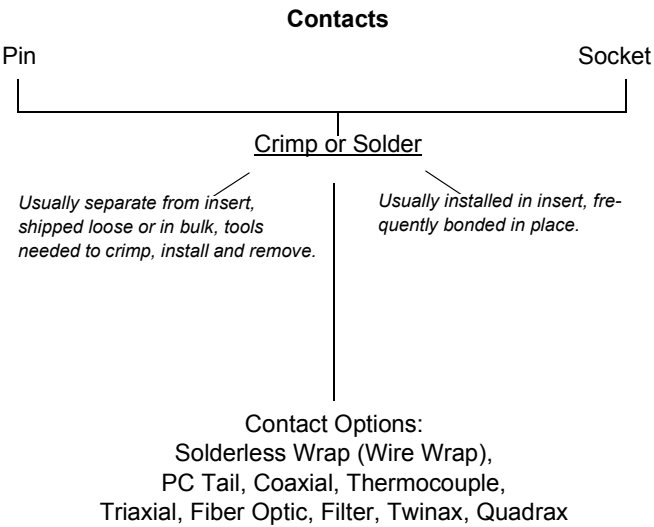 Contacts
Pin
Socket
Crimp or Solder
Usually separate from insert,
shipped loose or in bulk, tools
needed to crimp, install and remove.
Usually installed in insert, fre-
quently bonded in place.
Contact Options:
Solderless Wrap (Wire Wrap),
PC Tail, Coaxial, Thermocouple,
Triaxial, Fiber Optic, Filter, Twinax, Quadrax